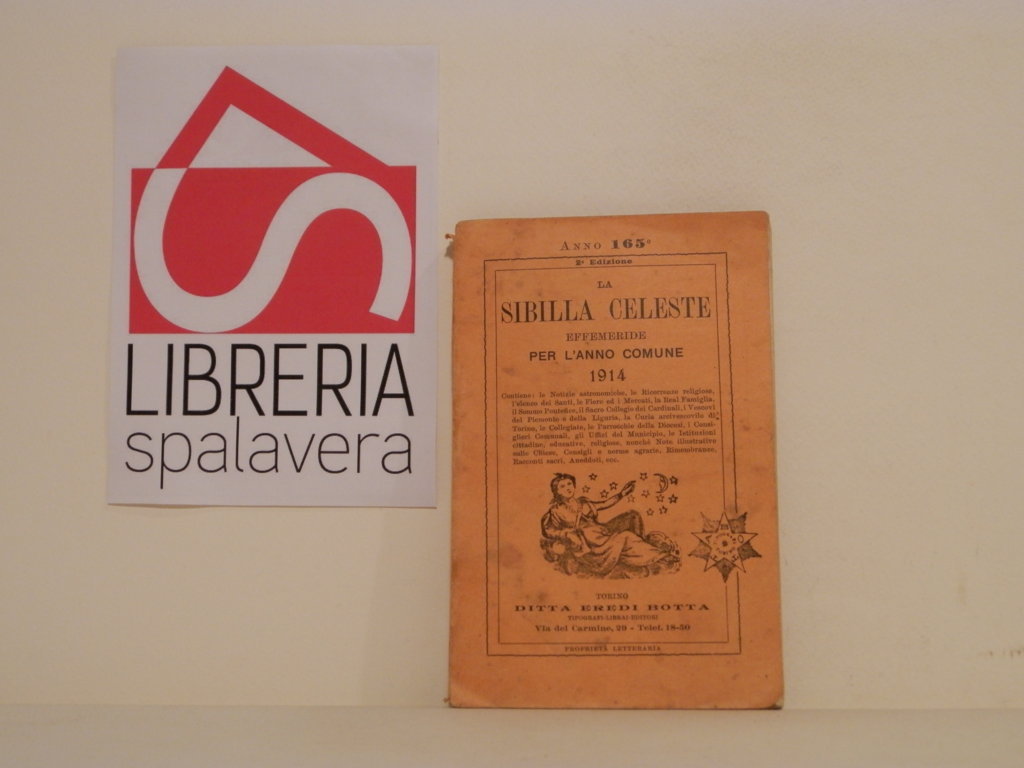 LIBRERIA
spalavera
ANNO 165º
2ª Edizione
LA
SIBILLA CELESTE
EFFEMERIDE
PER L'ANNO COMUNE
1914
Contiene: le Notizie astronomiche, le Ricorrenze religiose,
l'elenco dei Santi, le Fiere ed i Mercati, la Real Famiglia,
il Sommo Pontefice, il Sacro Collegio dei Cardinali, i Vescovi
del Piemonte e della Liguria, la Curia arcivescovile di
Torino, le Collegiate, le Parrocchie della Diocesi, i Consi-
glieri Comunali, gli Uffici del Municipio, le Istituzioni
cittadine, educative, religiose, nonchè Note illustrative
sulle Chiese, Consigli e norme agrarie, Rimembranze,
Racconti sacri, Aneddoti, ecc.
TORINO
DITTA EREDI BOTTA
TIPOGRAFI-LIBRAI-EDITORI
Via del Carmine, 29 - Telef. 18-50
PROPRIETÀ LETTERARIA